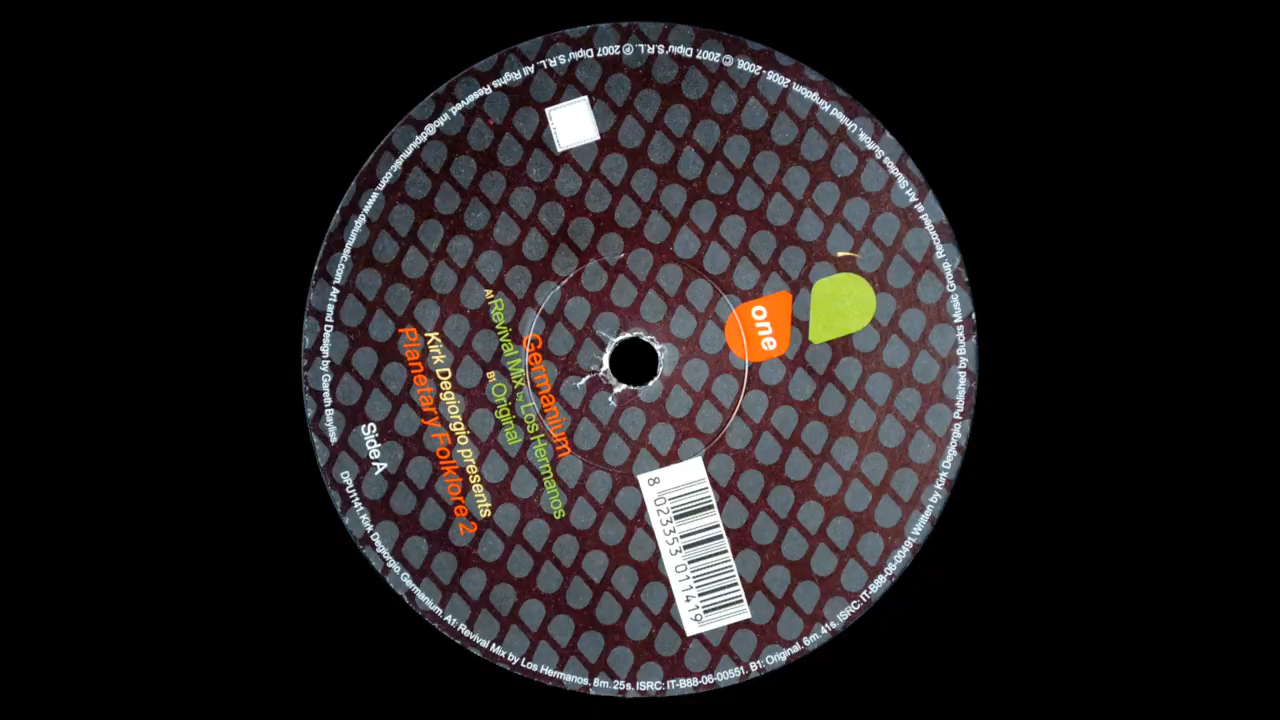 one
Germanium
A1 Revival Mix by Los Hermanos
B1 Original
Kirk Degiorgio presents
Planetary Folklore 2
Side A
8 023353 011419
DPU1141. Kirk Degiorgio. Germanium. A1: Revival Mix by Los Hermanos. 8m. 25s. ISRC: IT-B88-06-00551. B1: Original. 6m. 41s. ISRC: IT-B88-06-00491. Written by Kirk Degiorgio. Published by Bucks Music Group. Recorded at Art Studios Suffolk, United Kingdom. 2005 - 2006. © 2007. Dipiu' S.R.L. ℗ 2007 Dipiu' S.R.L. All Rights Reserved. info@dipiumusic.com. www.dipiumusic.com. Art and Design by Gareth Bayliss.